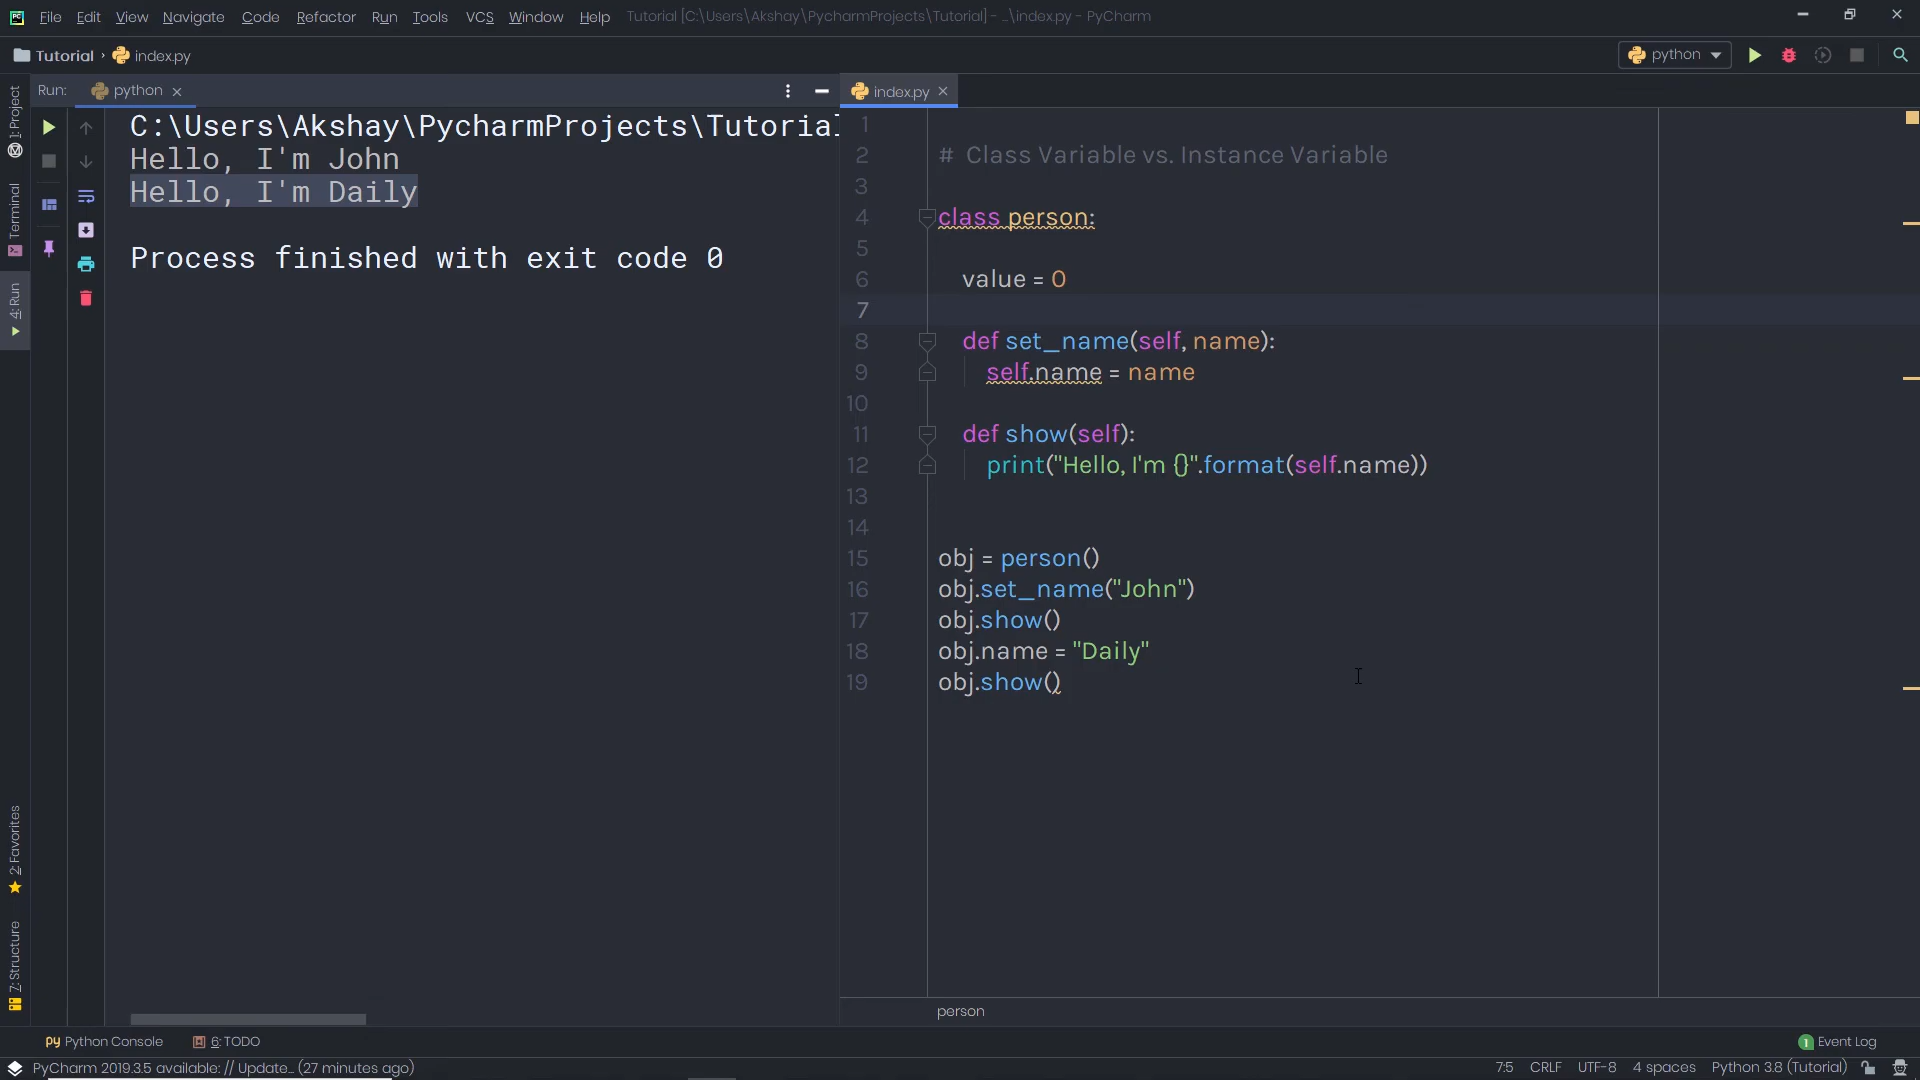 PC File Edit View Navigate Code Refactor Run Tools VCS Window Help Tutorial [C:\Users\Akshay\PycharmProjects\Tutorial] - ...\index.py - PyCharm
Tutorial index.py python
Run: python
index.py
1: Project
Terminal
4: Run
2: Favorites
7: Structure
C:\Users\Akshay\PycharmProjects\Tutorial
Hello, I'm John
Hello, I'm Daily
Process finished with exit code 0
1
2 # Class Variable vs. Instance Variable
3
4 class person:
5
6 value = 0
7
8 def set_name(self, name):
9 self.name = name
10
11 def show(self):
12 print("Hello, I'm {}".format(self.name))
13
14
15 obj = person()
16 obj.set_name("John")
17 obj.show()
18 obj.name = "Daily"
19 obj.show()
person
Python Console 6: TODO 1 Event Log
PyCharm 2019.3.5 available: // Update... (27 minutes ago) 7:5 CRLF UTF-8 4 spaces Python 3.8 (Tutorial)